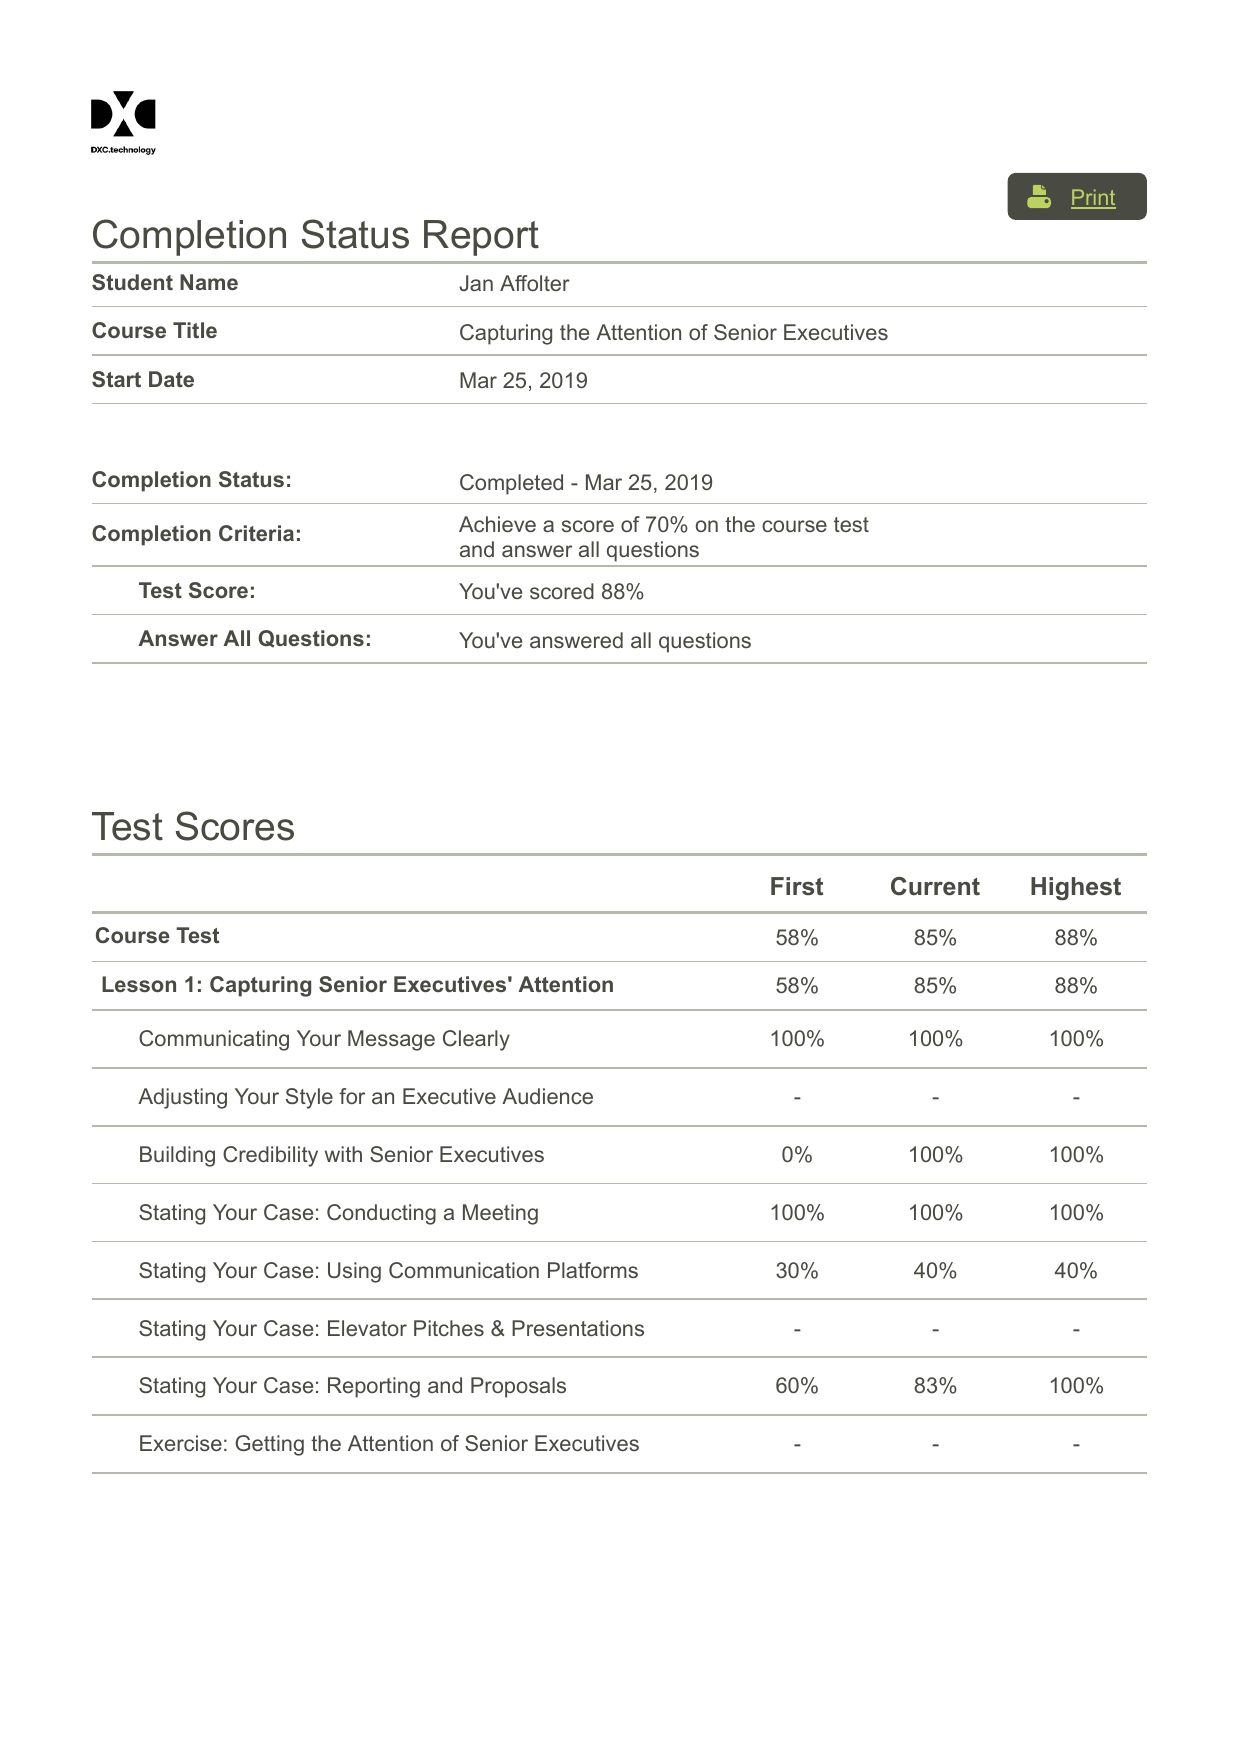 DXC.technology
Print
Completion Status Report
Student Name Jan Affolter
Course Title Capturing the Attention of Senior Executives
Start Date Mar 25, 2019
Completion Status: Completed - Mar 25, 2019
Completion Criteria: Achieve a score of 70% on the course test
and answer all questions
Test Score: You've scored 88%
Answer All Questions: You've answered all questions
Test Scores
First Current Highest
Course Test 58% 85% 88%
Lesson 1: Capturing Senior Executives' Attention 58% 85% 88%
Communicating Your Message Clearly 100% 100% 100%
Adjusting Your Style for an Executive Audience - - -
Building Credibility with Senior Executives 0% 100% 100%
Stating Your Case: Conducting a Meeting 100% 100% 100%
Stating Your Case: Using Communication Platforms 30% 40% 40%
Stating Your Case: Elevator Pitches & Presentations - - -
Stating Your Case: Reporting and Proposals 60% 83% 100%
Exercise: Getting the Attention of Senior Executives - - -